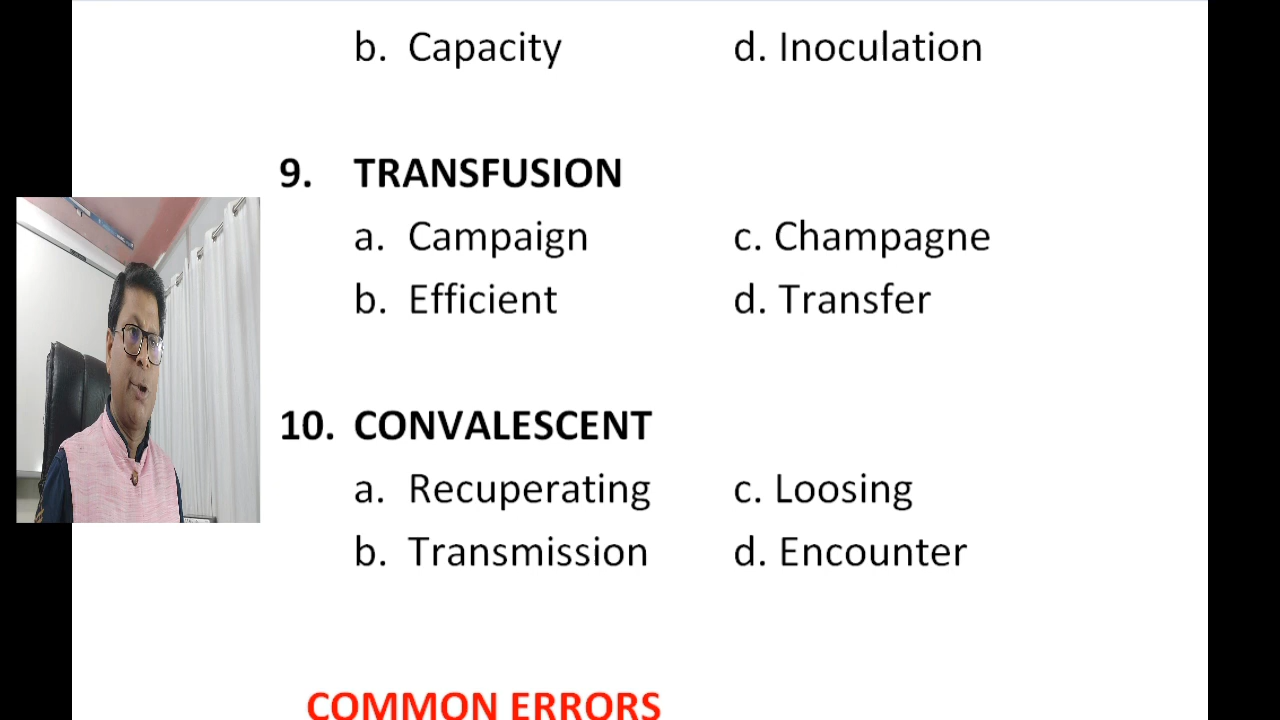 b. Capacity d. Inoculation
9. TRANSFUSION
a. Campaign c. Champagne
b. Efficient d. Transfer
10. CONVALESCENT
a. Recuperating c. Loosing
b. Transmission d. Encounter
COMMON ERRORS